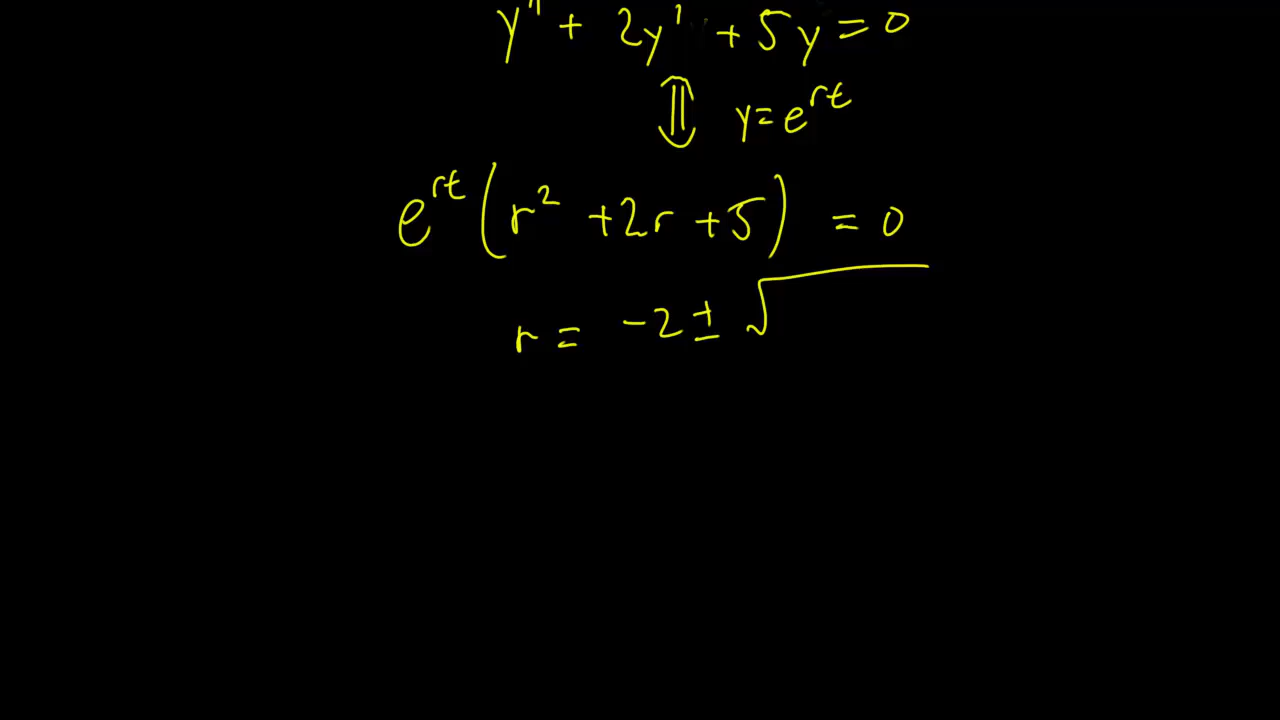 y'' + 2y' + 5y = 0
⇕ y = e^{rt}
e^{rt} (r^2 + 2r + 5) = 0
r = -2 ± √